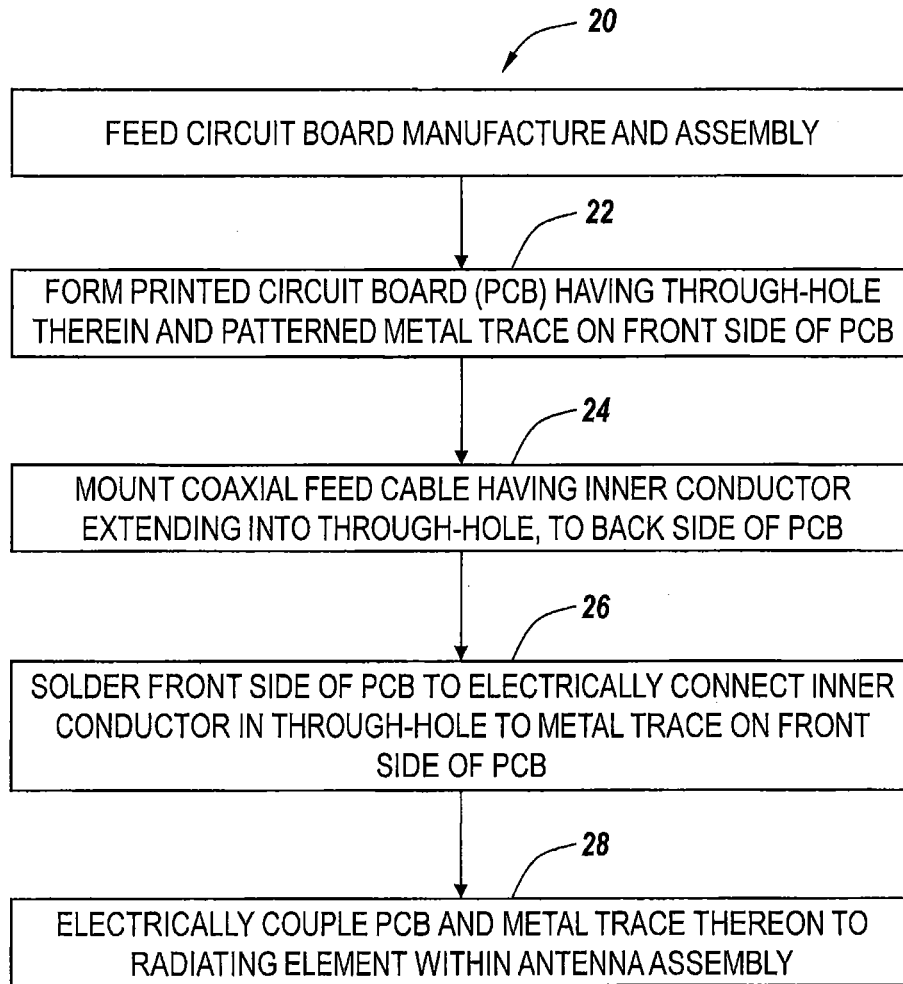 20
FEED CIRCUIT BOARD MANUFACTURE AND ASSEMBLY
22
FORM PRINTED CIRCUIT BOARD (PCB) HAVING THROUGH-HOLE
THEREIN AND PATTERNED METAL TRACE ON FRONT SIDE OF PCB
24
MOUNT COAXIAL FEED CABLE HAVING INNER CONDUCTOR
EXTENDING INTO THROUGH-HOLE, TO BACK SIDE OF PCB
26
SOLDER FRONT SIDE OF PCB TO ELECTRICALLY CONNECT INNER
CONDUCTOR IN THROUGH-HOLE TO METAL TRACE ON FRONT
SIDE OF PCB
28
ELECTRICALLY COUPLE PCB AND METAL TRACE THEREON TO
RADIATING ELEMENT WITHIN ANTENNA ASSEMBLY